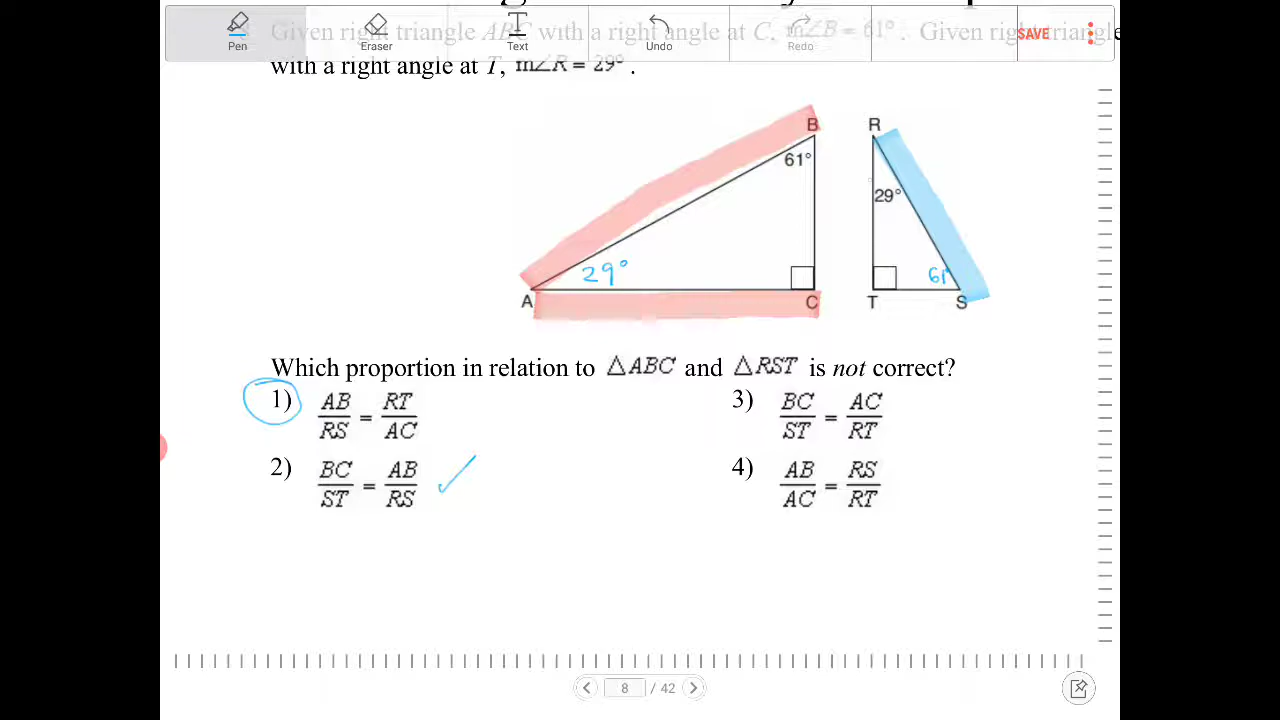 Pen Eraser Text Undo Redo SAVE
Given right triangle ABC with a right angle at C, m∠B = 61°. Given right triangle
with a right angle at T, m∠R = 29°.
B R
61°
29°
29° 61
A C T S
Which proportion in relation to △ABC and △RST is not correct?
1) AB/RS = RT/AC 3) BC/ST = AC/RT
2) BC/ST = AB/RS ✓ 4) AB/AC = RS/RT
8 / 42